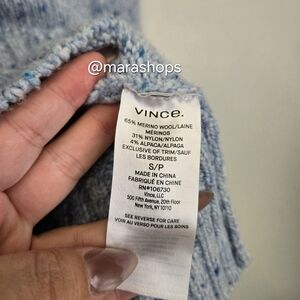 @marashops
VINCE.
65% MERINO WOOL/LAINE
MÉRINOS
31% NYLON/NYLON
4% ALPACA/ALPAGA
EXCLUSIVE OF TRIM/SAUF
LES BORDURES
S/P
MADE IN CHINA
FABRIQUÉ EN CHINE
RN#106730
Vince, LLC
500 Fifth Avenue, 20th Floor
New York, NY 10110
SEE REVERSE FOR CARE
VOIR AU VERSO POUR LES SOINS